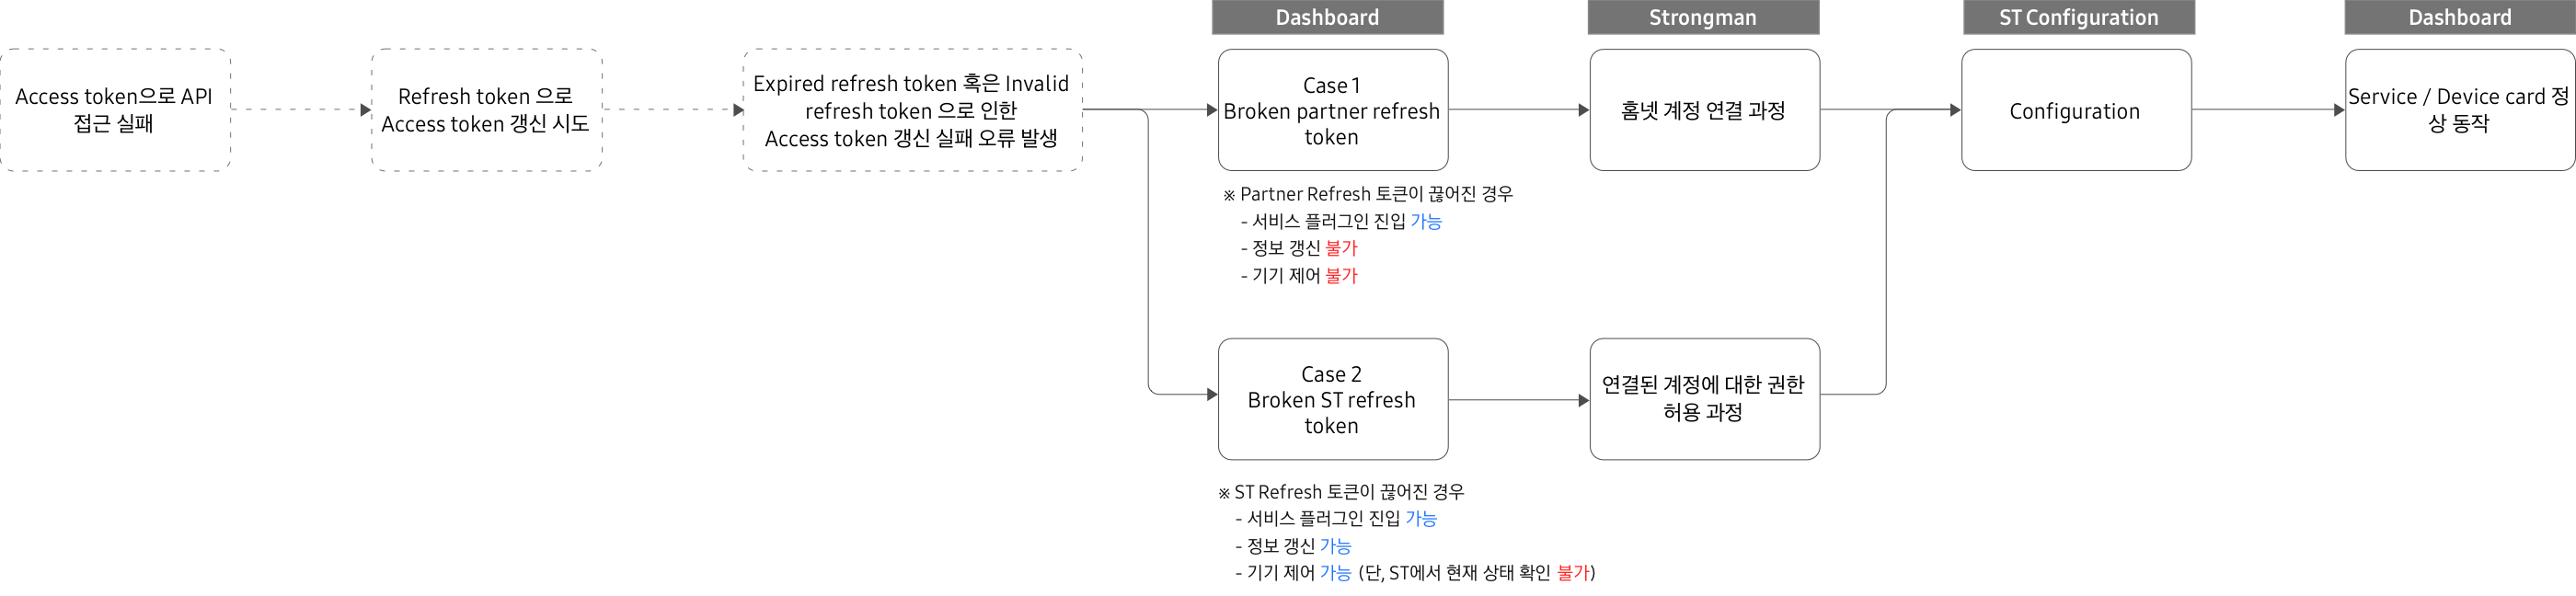 Dashboard
Strongman
ST Configuration
Dashboard
Access token으로 API
접근 실패
Refresh token 으로
Access token 갱신 시도
Expired refresh token 혹은 Invalid
refresh token 으로 인한
Access token 갱신 실패 오류 발생
Case 1
Broken partner refresh
token
홈넷 계정 연결 과정
Configuration
Service / Device card 정
상 동작
※ Partner Refresh 토큰이 끊어진 경우
- 서비스 플러그인 진입 가능
- 정보 갱신 불가
- 기기 제어 불가
Case 2
Broken ST refresh
token
연결된 계정에 대한 권한
허용 과정
※ ST Refresh 토큰이 끊어진 경우
- 서비스 플러그인 진입 가능
- 정보 갱신 가능
- 기기 제어 가능 (단, ST에서 현재 상태 확인 불가)